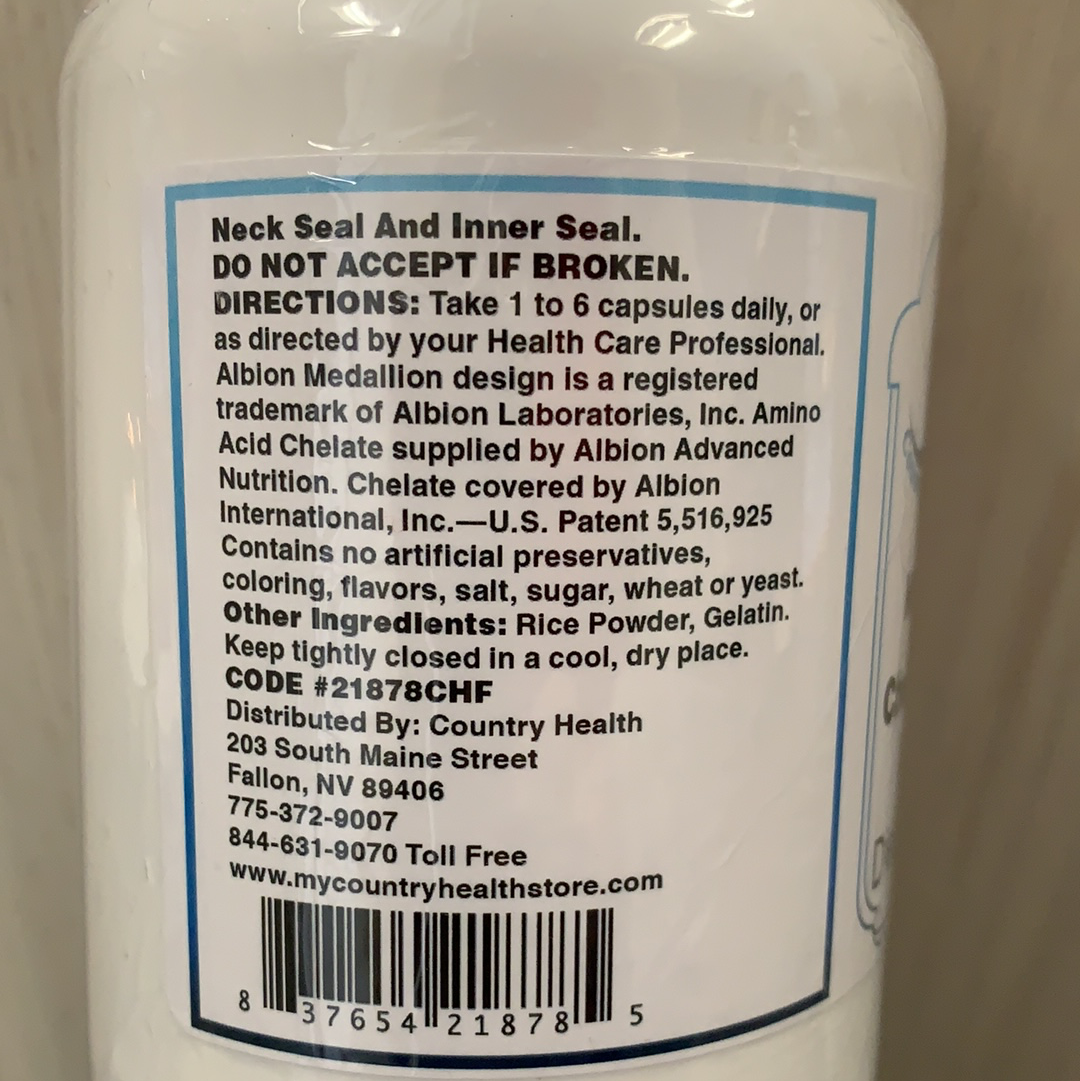 Neck Seal And Inner Seal.
DO NOT ACCEPT IF BROKEN.
DIRECTIONS: Take 1 to 6 capsules daily, or
as directed by your Health Care Professional.
Albion Medallion design is a registered
trademark of Albion Laboratories, Inc. Amino
Acid Chelate supplied by Albion Advanced
Nutrition. Chelate covered by Albion
International, Inc.—U.S. Patent 5,516,925
Contains no artificial preservatives,
coloring, flavors, salt, sugar, wheat or yeast.
Other Ingredients: Rice Powder, Gelatin.
Keep tightly closed in a cool, dry place.
CODE #21878CHF
Distributed By: Country Health
203 South Maine Street
Fallon, NV 89406
775-372-9007
844-631-9070 Toll Free
www.mycountryhealthstore.com
8 37654 21878 5